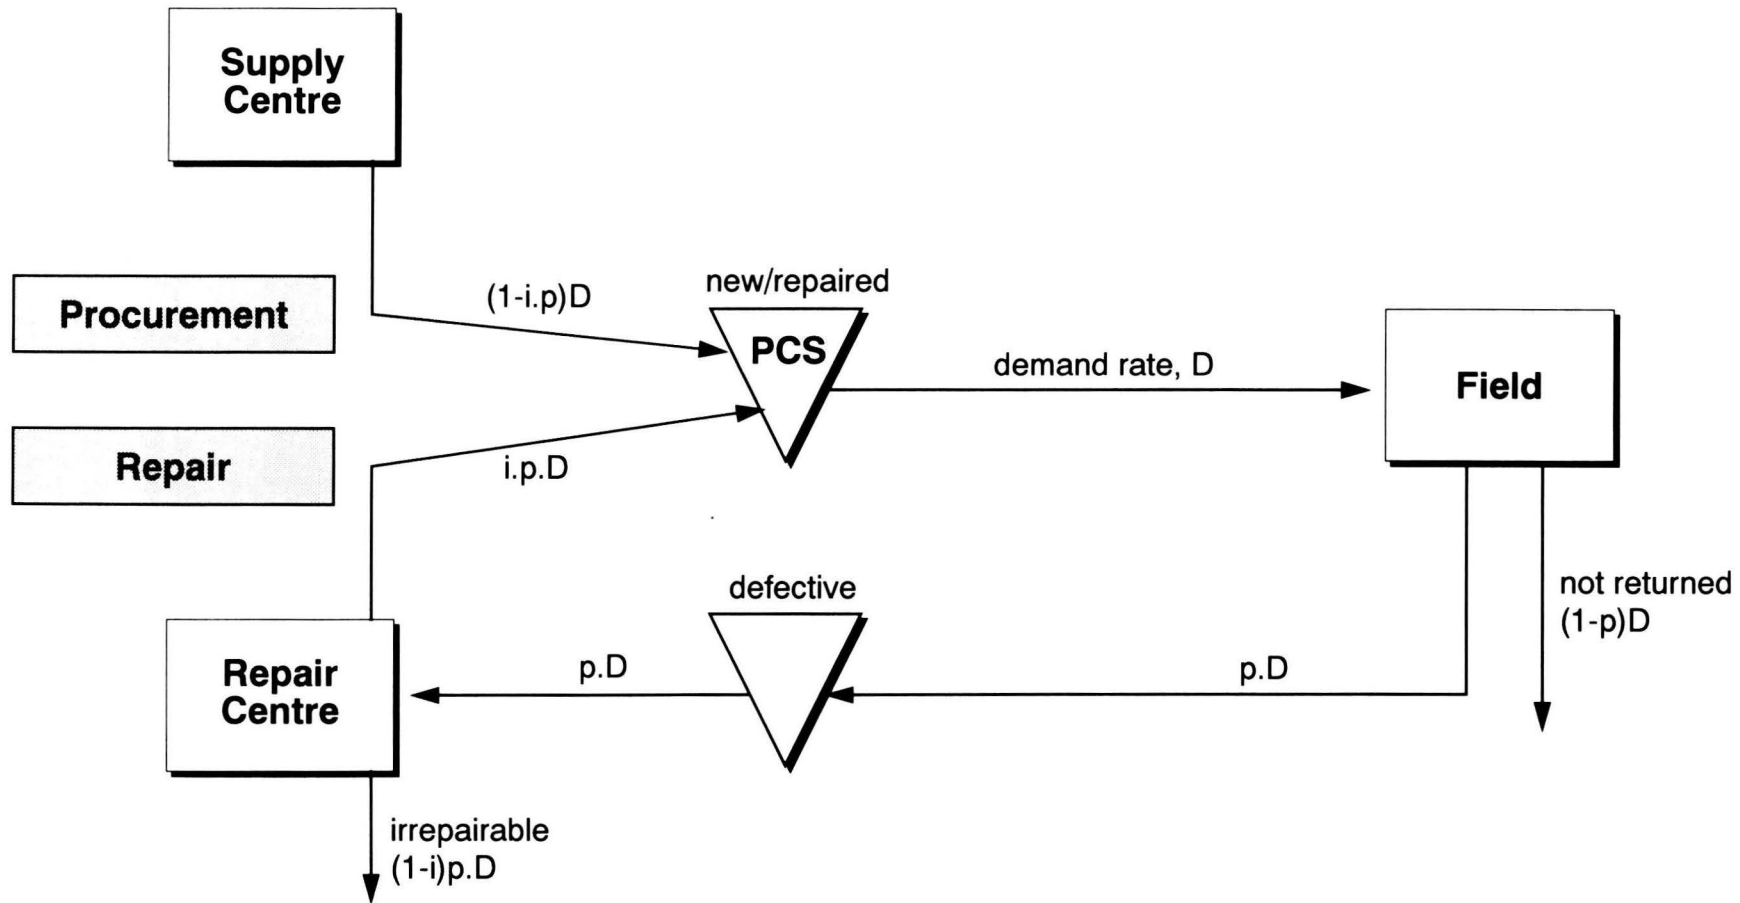 Supply
Centre
Procurement
(1-i.p)D
new/repaired
PCS
demand rate, D
Field
Repair
i.p.D
defective
not returned
(1-p)D
Repair
Centre
p.D
p.D
irrepairable
(1-i)p.D